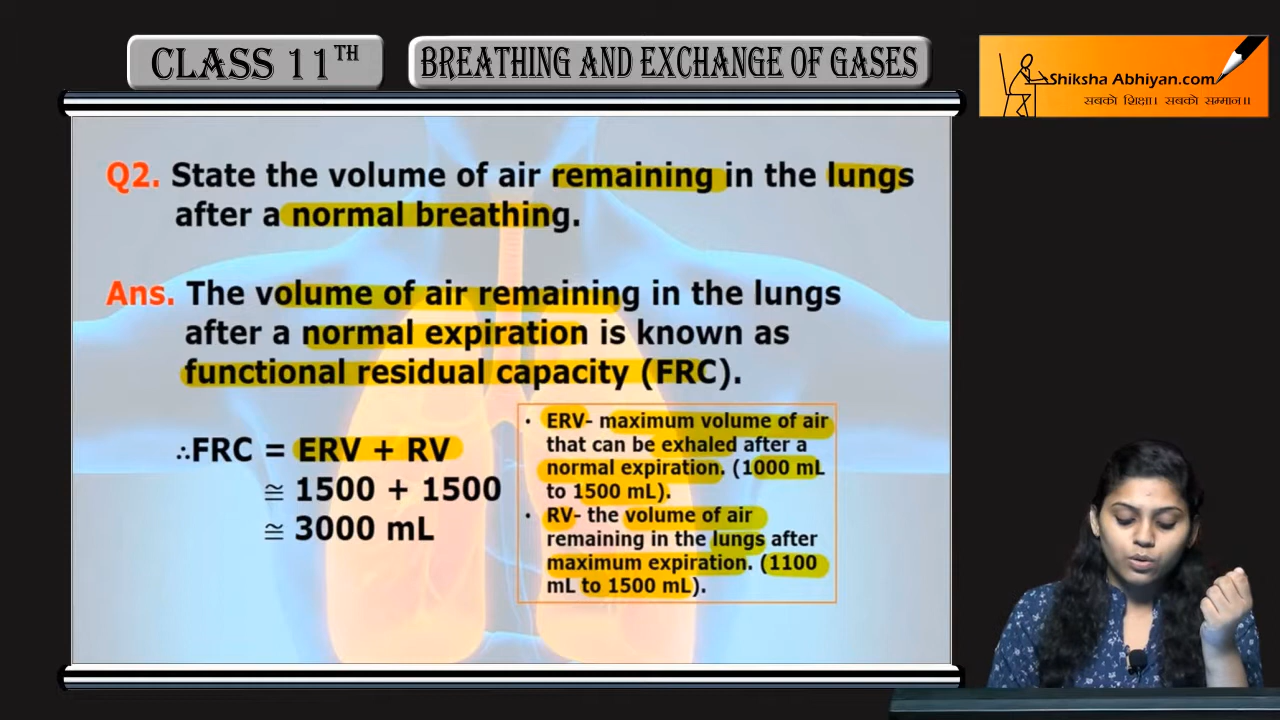 CLASS 11TH
BREATHING AND EXCHANGE OF GASES
Shiksha Abhiyan.com
सबको शिक्षा। सबको सम्मान॥
Q2. State the volume of air remaining in the lungs
after a normal breathing.
Ans. The volume of air remaining in the lungs
after a normal expiration is known as
functional residual capacity (FRC).
∴FRC = ERV + RV
≅ 1500 + 1500
≅ 3000 mL
• ERV- maximum volume of air
that can be exhaled after a
normal expiration. (1000 mL
to 1500 mL).
• RV- the volume of air
remaining in the lungs after
maximum expiration. (1100
mL to 1500 mL).